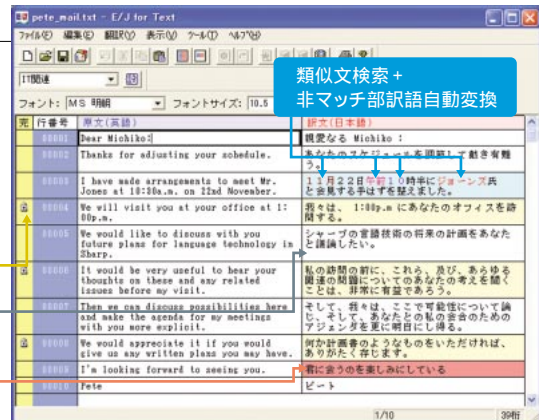 pete_mail.txt - E/J for Text
ファイル(F) 編集(E) 翻訳(V) 表示(V) ツール(T) ヘルプ(H)
IT関連
フォント: MS 明朝 フォントサイズ: 10.5
類似文検索+
非マッチ部訳語自動変換
完 行番号 原文(英語) 訳文(日本語)
00001 Dear Michiko: 親愛なる Michiko :
00002 Thanks for adjusting your schedule. あなたのスケジュールを調節して動き有難
う。
00003 I have made arrangements to meet Mr. 11月22日午前10時半にジョーンズ氏
Jones at 10:30a.m. on 22nd November. と会見する手はずを整えました。
00004 We will visit you at your office at 1: 我々は、 1:00p.m にあなたのオフィスを訪
00p.m. 問する。
00005 We would like to discuss with you シャープの言語技術の将来の計画をあなた
future plans for language technology in と議論したい。
Sharp.
00006 It would be very useful to hear your 私の訪問の前に、これら、及び、あらゆる
thoughts on these and any related 関連の問題についてのあなたの考えを聞く
issues before my visit. ことは、非常に有益であろう。
00007 Then we can discuss possibilities here そして、我々は、ここで可能性について論
and make the agenda for my meetings じ、そして、あなたとの私の会合のための
with you more explicit. アジェンダを更に明白にし得る。
00008 We would appreciate it if you would 何か計画書のようなものをいただければ、
give us any written plans you may have. ありがたく存じます。
00009 I'm looking forward to seeing you. 君に会うのを楽しみにしている
00010 Pete ピート
1/10 39桁